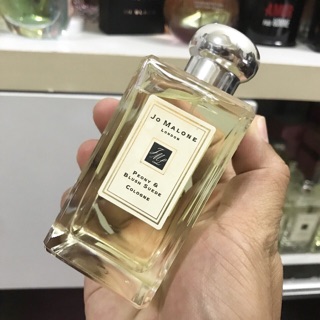 JO MALONE
LONDON
PEONY &
BLUSH SUEDE
COLOGNE